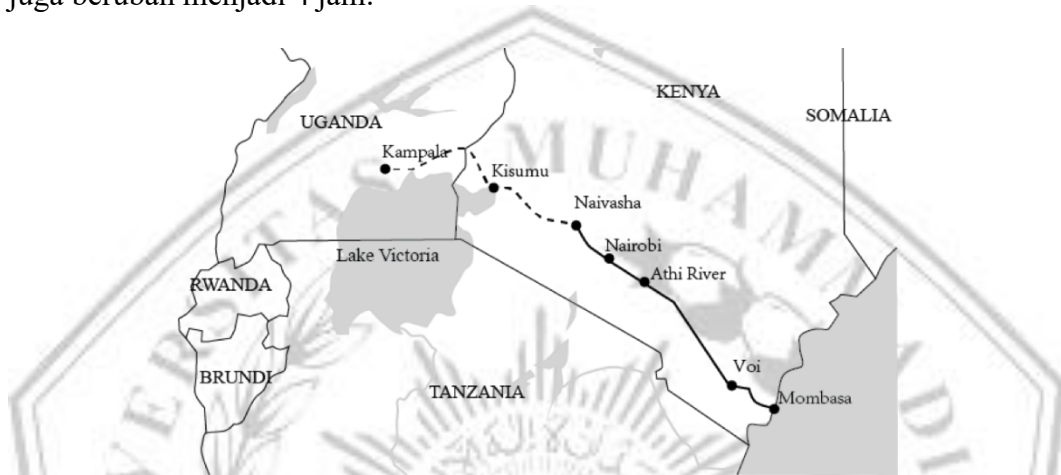 juga berubah menjadi 4 jam.
KENYA
SOMALIA
UGANDA
Kampala
Kisumu
Naivasha
Nairobi
Lake Victoria
Athi River
RWANDA
Voi
BRUNDI
TANZANIA
Mombasa